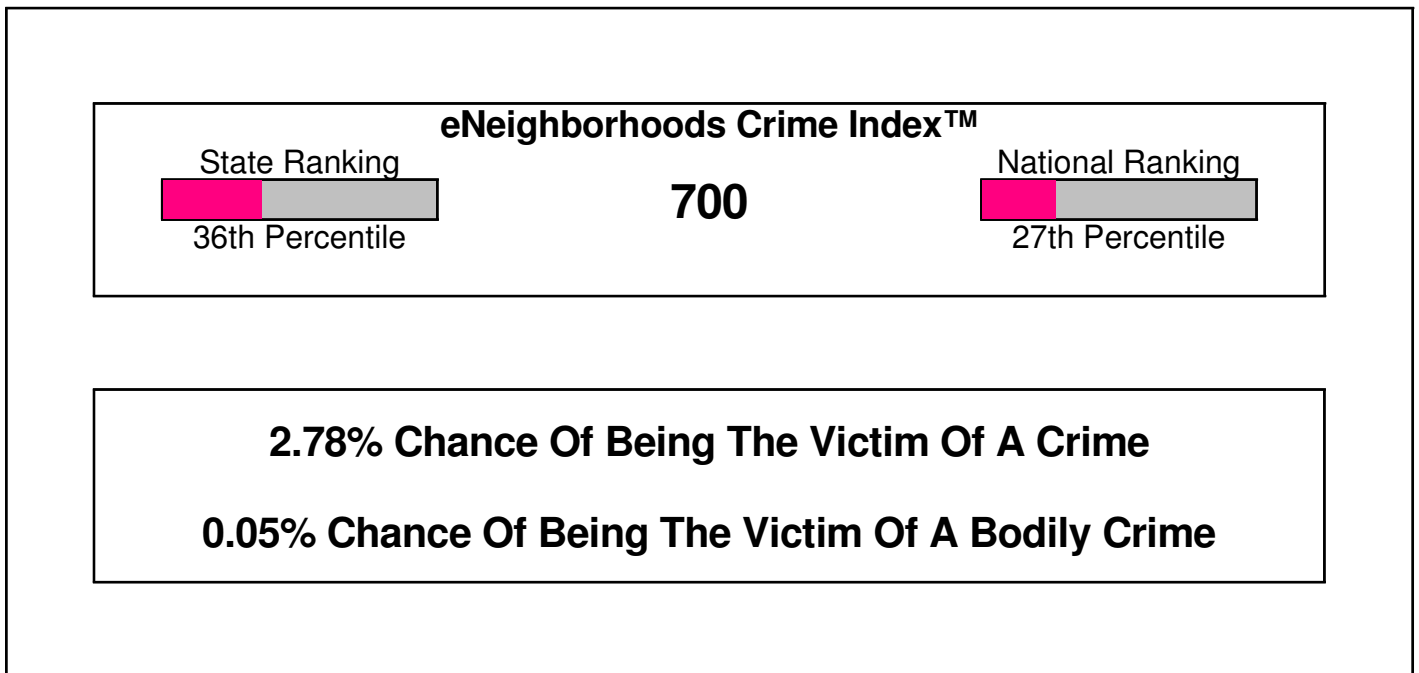 eNeighborhoods Crime Index™
State Ranking
36th Percentile
700
National Ranking
27th Percentile
2.78% Chance Of Being The Victim Of A Crime
0.05% Chance Of Being The Victim Of A Bodily Crime